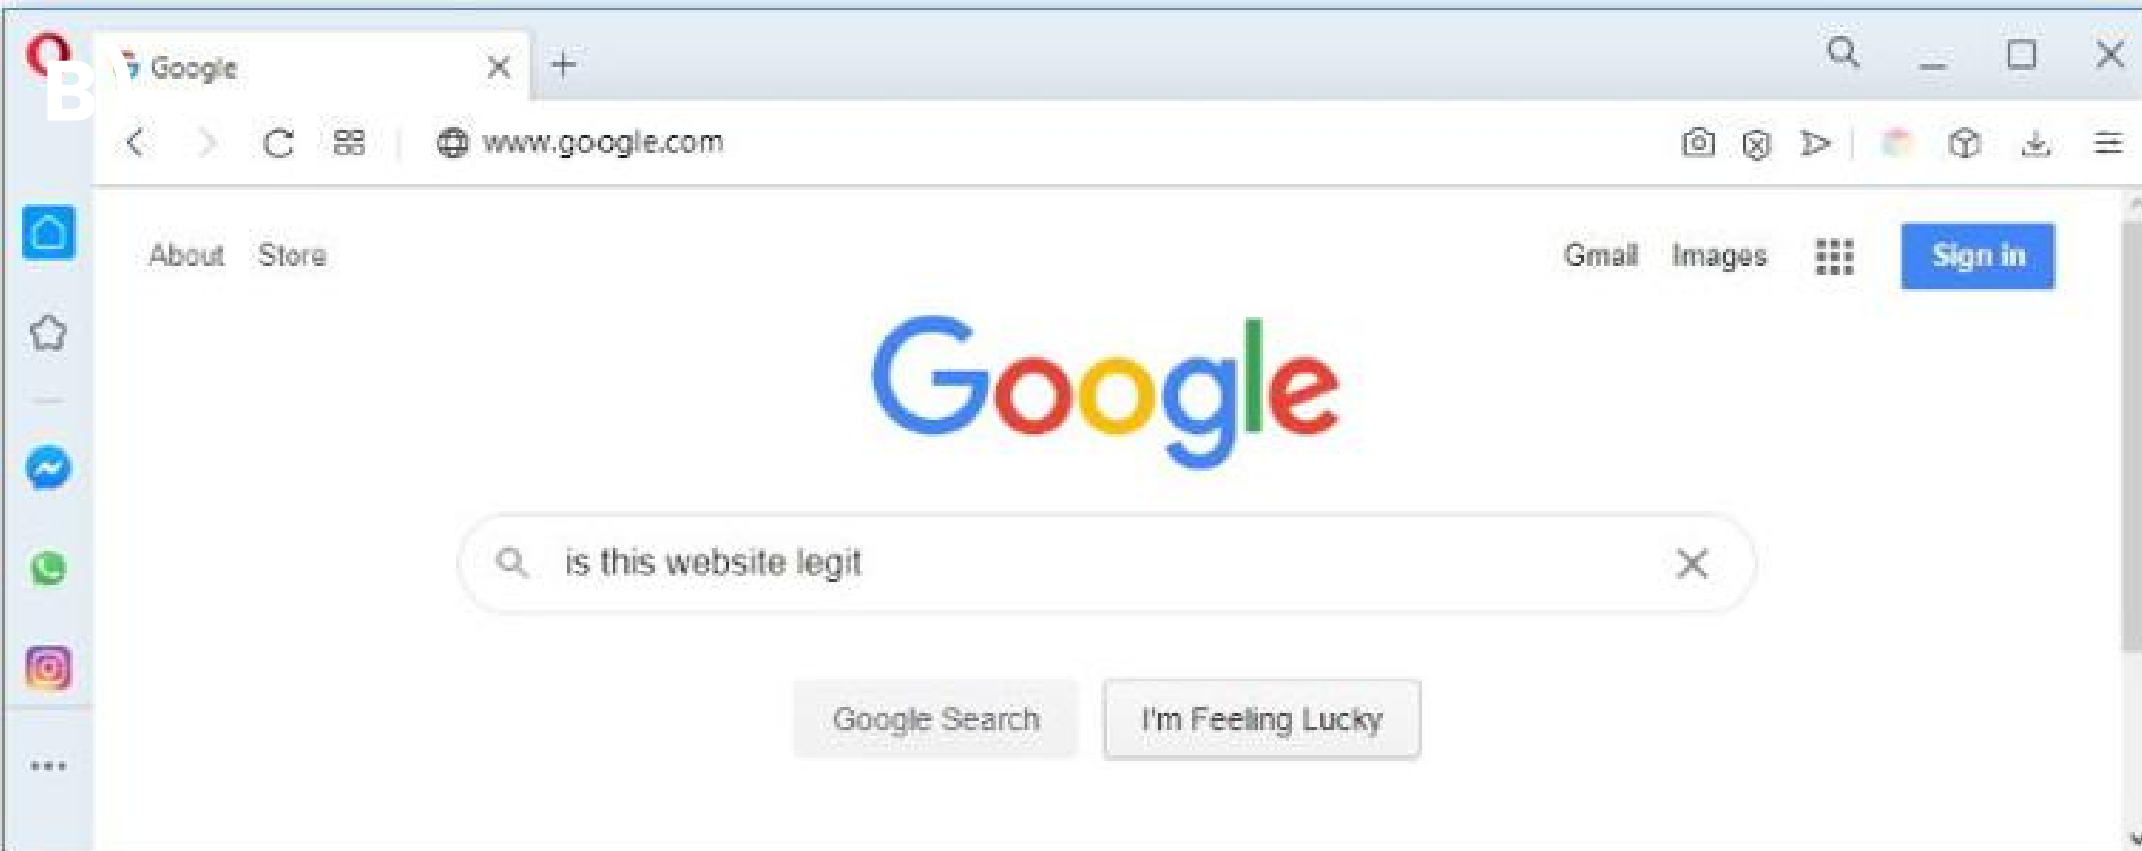 B)
Google
www.google.com
About Store
Gmail Images Sign in
Google
is this website legit
Google Search I'm Feeling Lucky